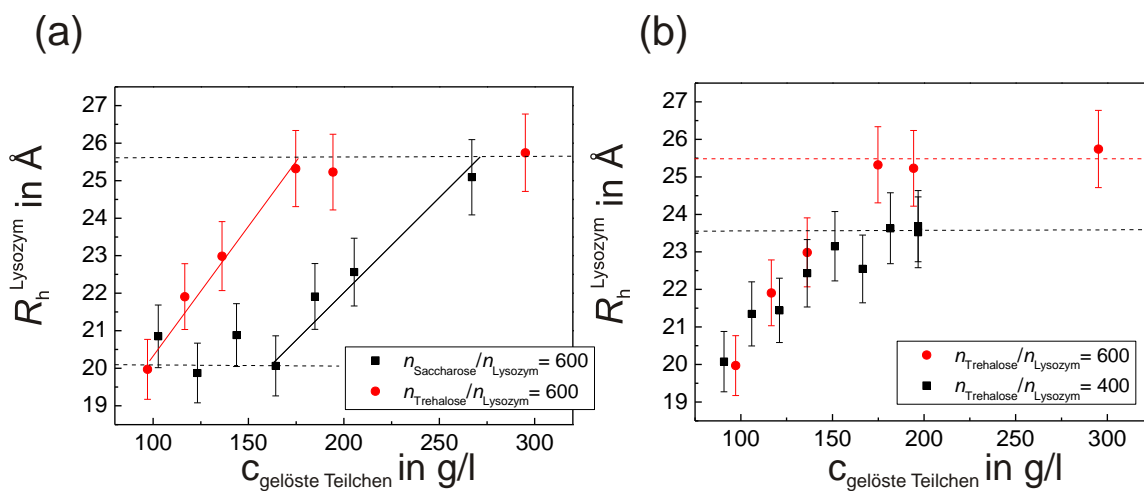 (a)
27
26
25
24
23
22
21
20
19
R_h^Lysozym in Å
100 150 200 250 300
c_gelöste Teilchen in g/l
n_Saccharose/n_Lysozym = 600
n_Trehalose/n_Lysozym = 600
(b)
27
26
25
24
23
22
21
20
19
R_h^Lysozym in Å
100 150 200 250 300
c_gelöste Teilchen in g/l
n_Trehalose/n_Lysozym = 600
n_Trehalose/n_Lysozym = 400